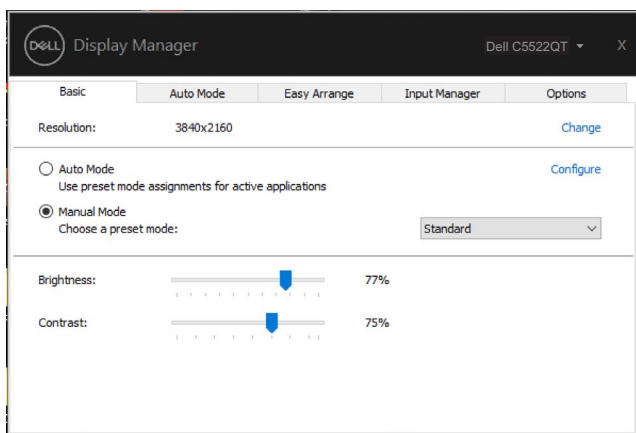 DELL Display Manager Dell C5522QT X
Basic Auto Mode Easy Arrange Input Manager Options
Resolution: 3840x2160 Change
Auto Mode Configure
Use preset mode assignments for active applications
Manual Mode
Choose a preset mode: Standard
Brightness: 77%
Contrast: 75%